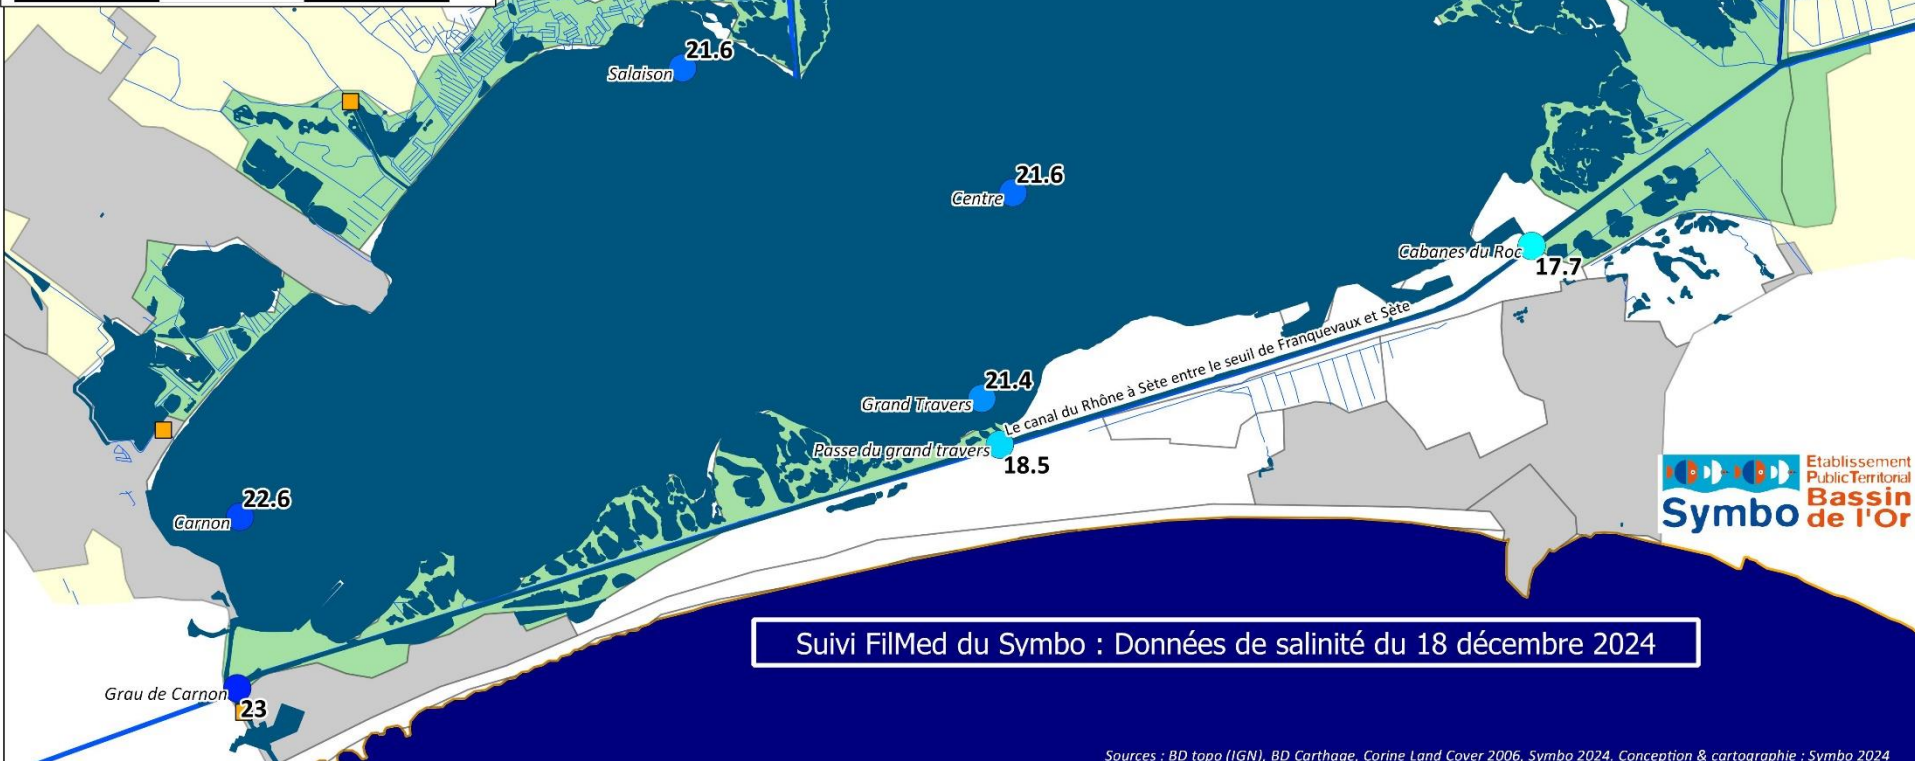 21.6
Salaison
21.6
Centre
Cabanes du Roc
17.7
Le canal du Rhône à Sète entre le seuil de Franquevaux et Sète
21.4
Grand Travers
Passe du grand travers
18.5
22.6
Carnon
Etablissement
Public Territorial
Bassin
de l'Or
Symbo
Suivi FilMed du Symbo : Données de salinité du 18 décembre 2024
Grau de Carnon
23
Sources : BD topo (IGN), BD Carthage, Corine Land Cover 2006, Symbo 2024, Conception & cartographie : Symbo 2024